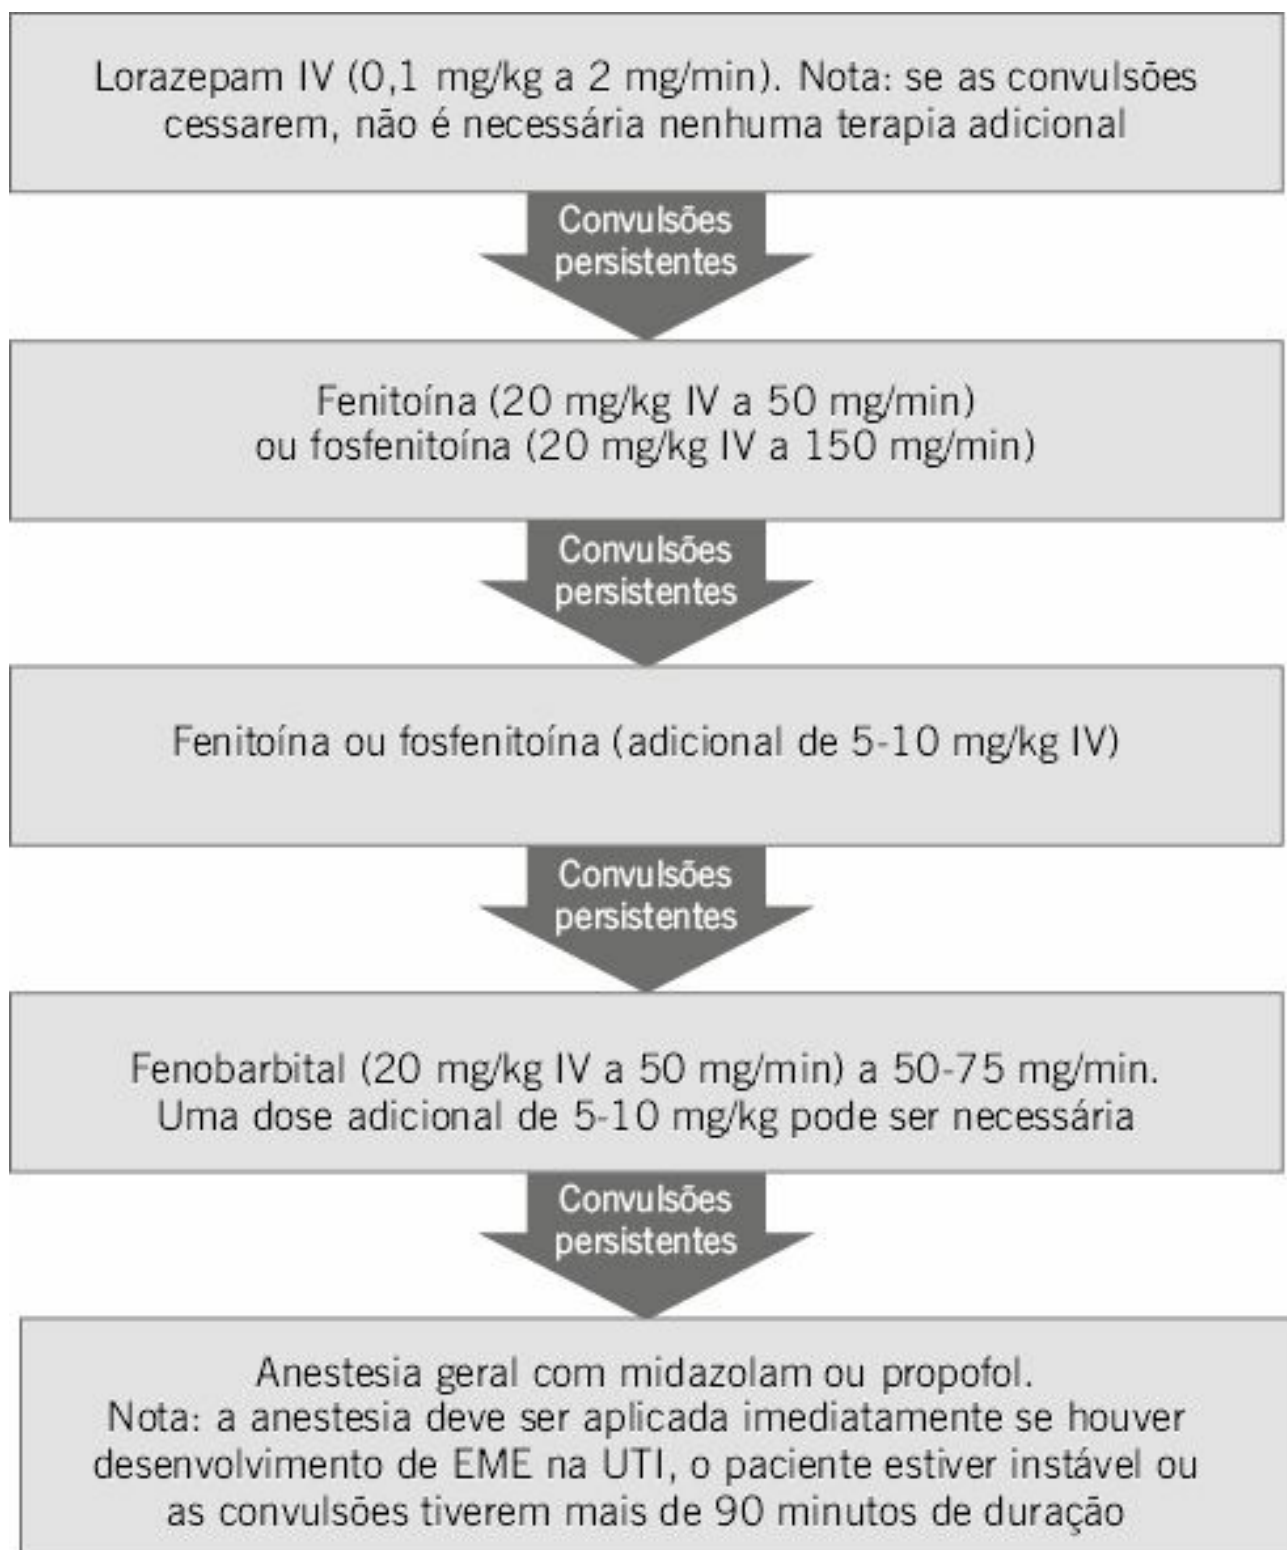 Lorazepam IV (0,1 mg/kg a 2 mg/min). Nota: se as convulsões
cessarem, não é necessária nenhuma terapia adicional
Convulsões
persistentes
Fenitoína (20 mg/kg IV a 50 mg/min)
ou fosfenitoína (20 mg/kg IV a 150 mg/min)
Convulsões
persistentes
Fenitoína ou fosfenitoína (adicional de 5-10 mg/kg IV)
Convulsões
persistentes
Fenobarbital (20 mg/kg IV a 50 mg/min) a 50-75 mg/min.
Uma dose adicional de 5-10 mg/kg pode ser necessária
Convulsões
persistentes
Anestesia geral com midazolam ou propofol.
Nota: a anestesia deve ser aplicada imediatamente se houver
desenvolvimento de EME na UTI, o paciente estiver instável ou
as convulsões tiverem mais de 90 minutos de duração